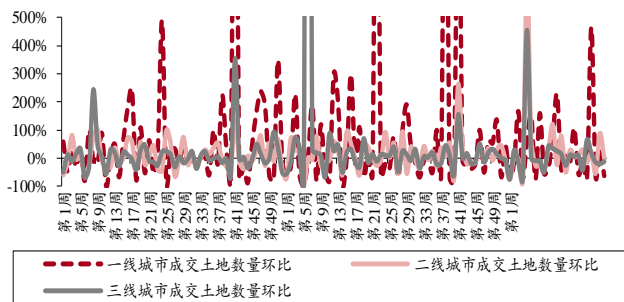 500%
400%
300%
200%
100%
0%
-100%
第1周
第5周
第9周
第13周
第17周
第21周
第25周
第29周
第33周
第37周
第41周
第45周
第49周
第1周
第5周
第9周
第13周
第17周
第21周
第25周
第29周
第33周
第37周
第41周
第45周
第49周
第1周
一线城市成交土地数量环比
二线城市成交土地数量环比
三线城市成交土地数量环比